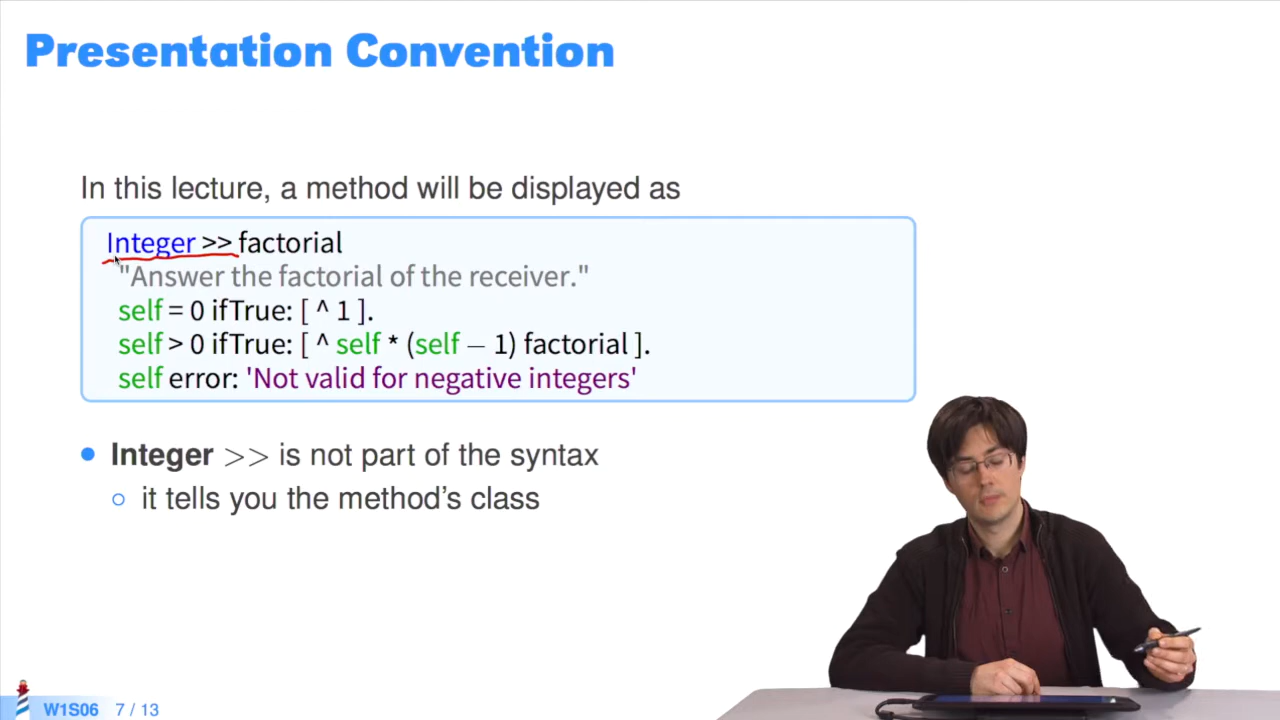 Presentation Convention
In this lecture, a method will be displayed as
Integer >> factorial
"Answer the factorial of the receiver."
self = 0 ifTrue: [ ^ 1 ].
self > 0 ifTrue: [ ^ self * (self − 1) factorial ].
self error: 'Not valid for negative integers'
Integer >> is not part of the syntax
it tells you the method's class
W1S06 7 / 13